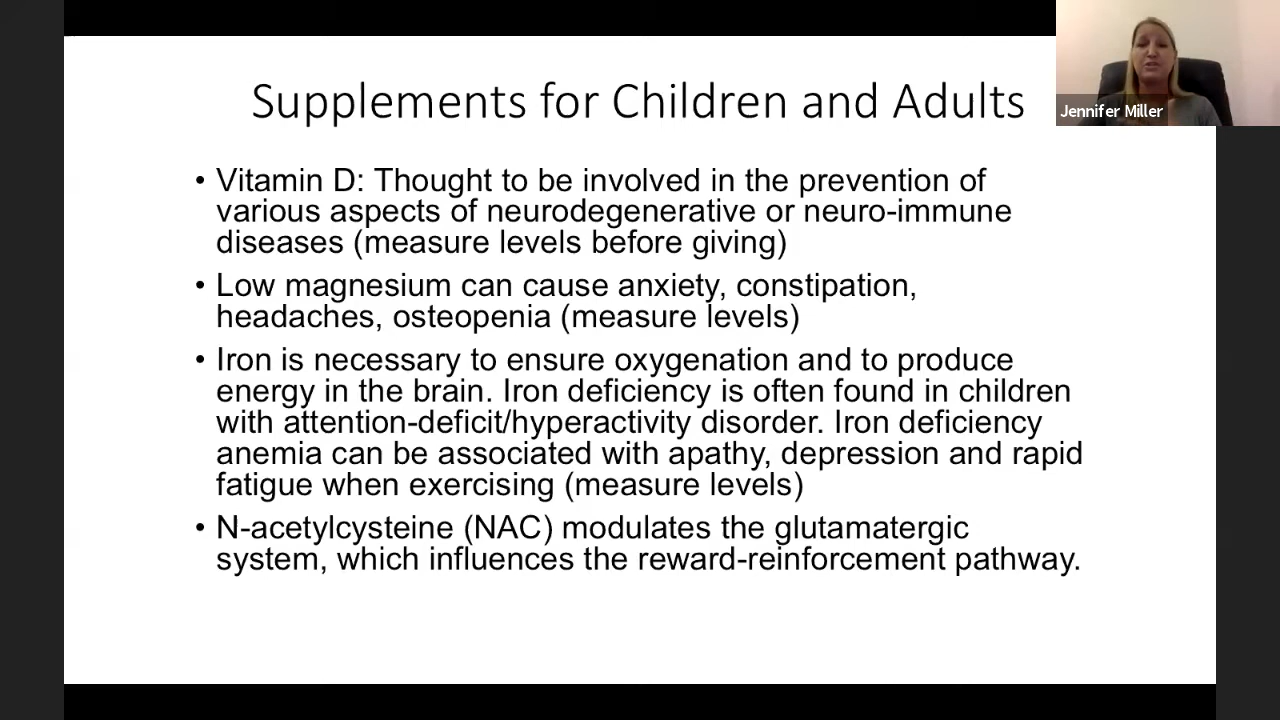 Supplements for Children and Adults
Jennifer Miller
• Vitamin D: Thought to be involved in the prevention of
various aspects of neurodegenerative or neuro-immune
diseases (measure levels before giving)
• Low magnesium can cause anxiety, constipation,
headaches, osteopenia (measure levels)
• Iron is necessary to ensure oxygenation and to produce
energy in the brain. Iron deficiency is often found in children
with attention-deficit/hyperactivity disorder. Iron deficiency
anemia can be associated with apathy, depression and rapid
fatigue when exercising (measure levels)
• N-acetylcysteine (NAC) modulates the glutamatergic
system, which influences the reward-reinforcement pathway.